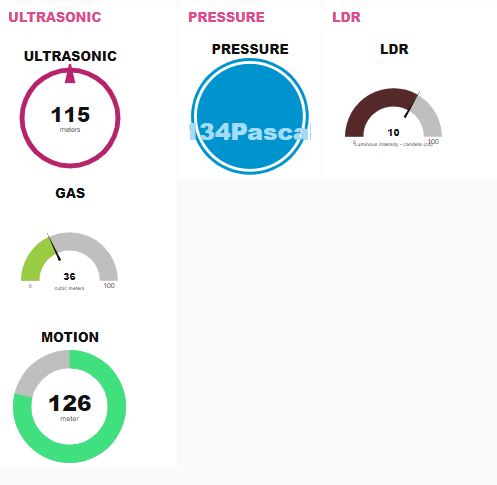 ULTRASONIC
PRESSURE
LDR
ULTRASONIC
115
meters
PRESSURE
134Pascal
LDR
10
0
Luminous intensity - candela (cd)
100
GAS
36
0
cubic meters
100
MOTION
126
meter